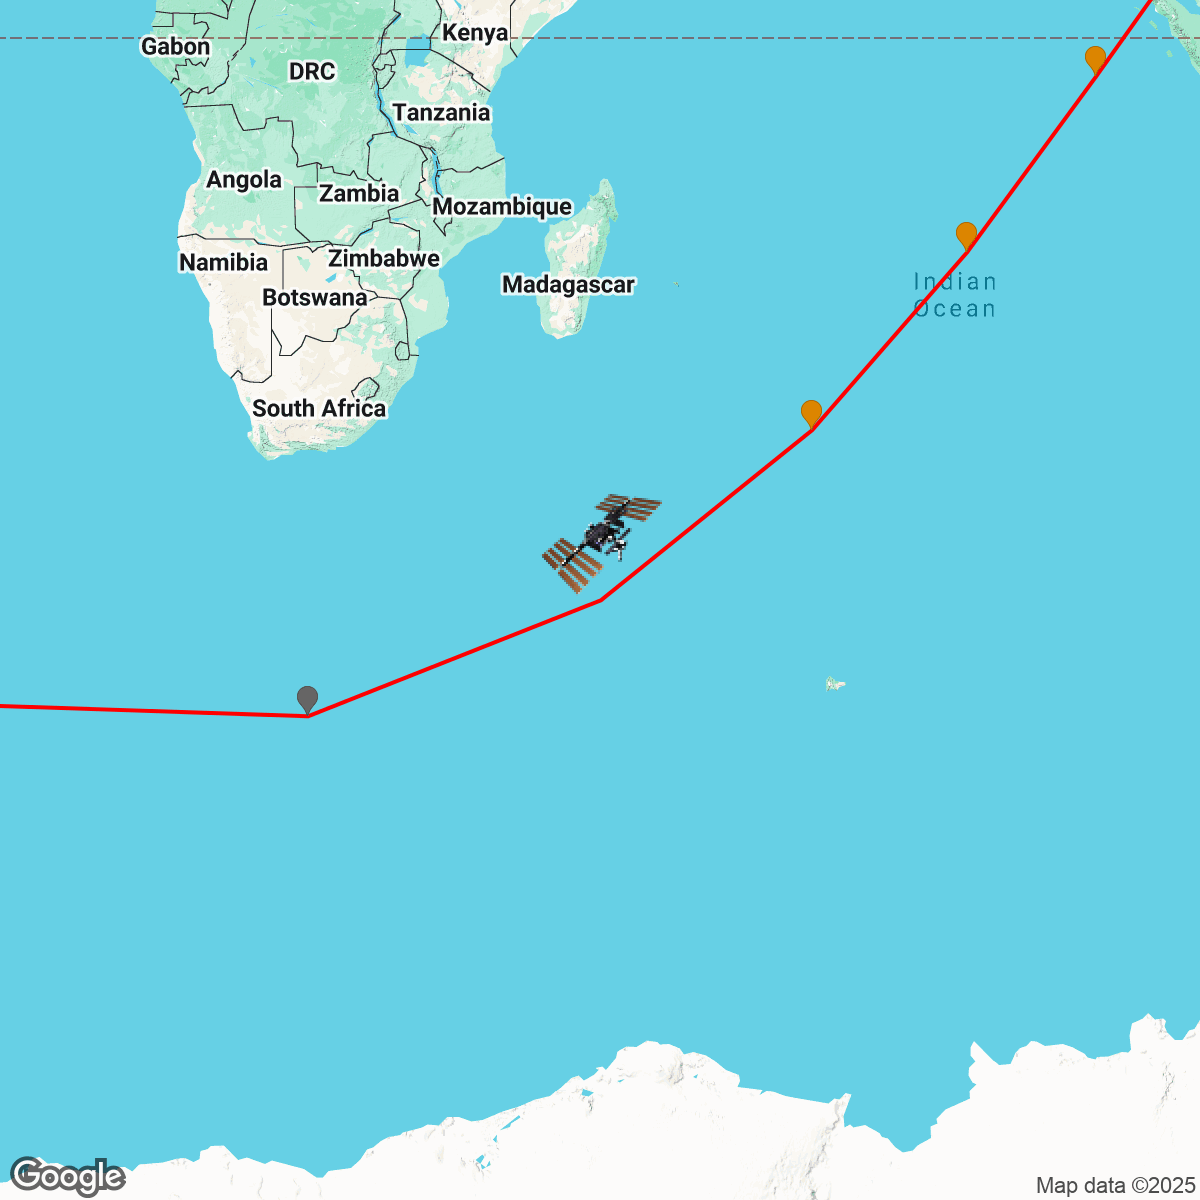 Kenya
Gabon
DRC
Tanzania
Angola
Zambia
Mozambique
Zimbabwe
Namibia
Madagascar
Botswana
Indian
Ocean
South Africa
Google
Map data ©2025